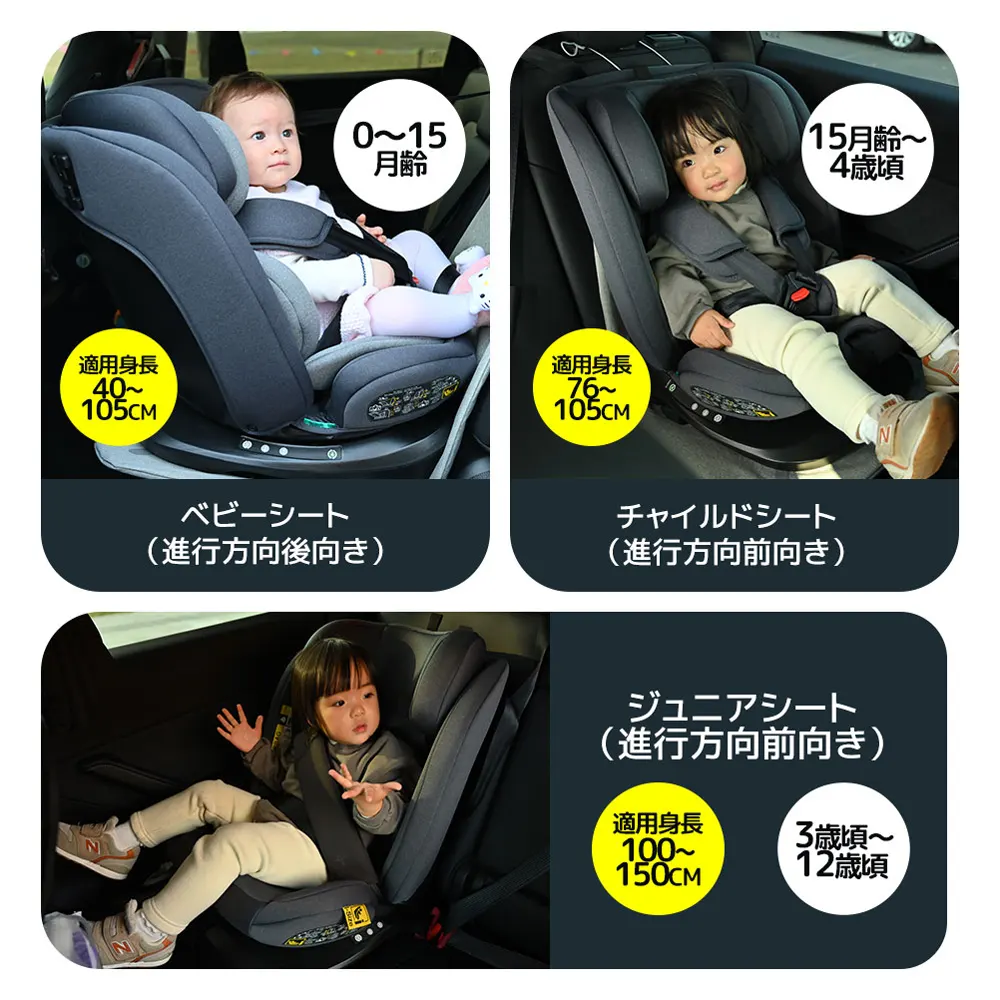 0〜15
月齢
適用身長
40〜
105CM
ベビーシート
(進行方向後向き)
15月齢〜
4歳頃
適用身長
76〜
105CM
チャイルドシート
(進行方向前向き)
ジュニアシート
(進行方向前向き)
適用身長
100〜
150CM
3歳頃〜
12歳頃